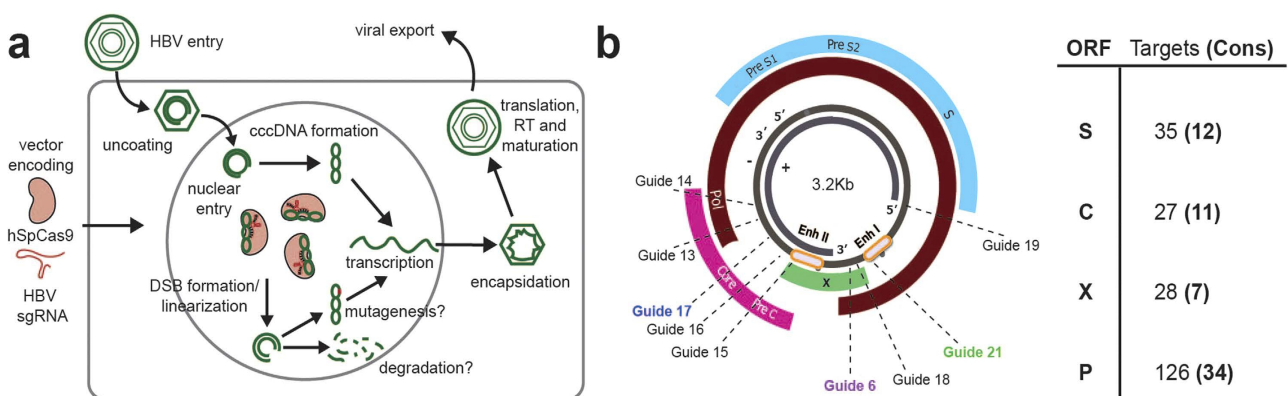 a
HBV entry
viral export
uncoating
cccDNA formation
translation,
RT and
maturation
vector
encoding
nuclear
entry
hSpCas9
HBV
sgRNA
transcription
encapsidation
DSB formation/
linearization
mutagenesis?
degradation?
b
Pre S1
Pre S2
S
5´
3´
-
+
3.2Kb
Pol
5´
Enh II
3´
Enh I
X
Core
Pre C
Guide 14
Guide 13
Guide 17
Guide 16
Guide 15
Guide 6
Guide 18
Guide 21
Guide 19
ORF Targets (Cons)
S 35 (12)
C 27 (11)
X 28 (7)
P 126 (34)